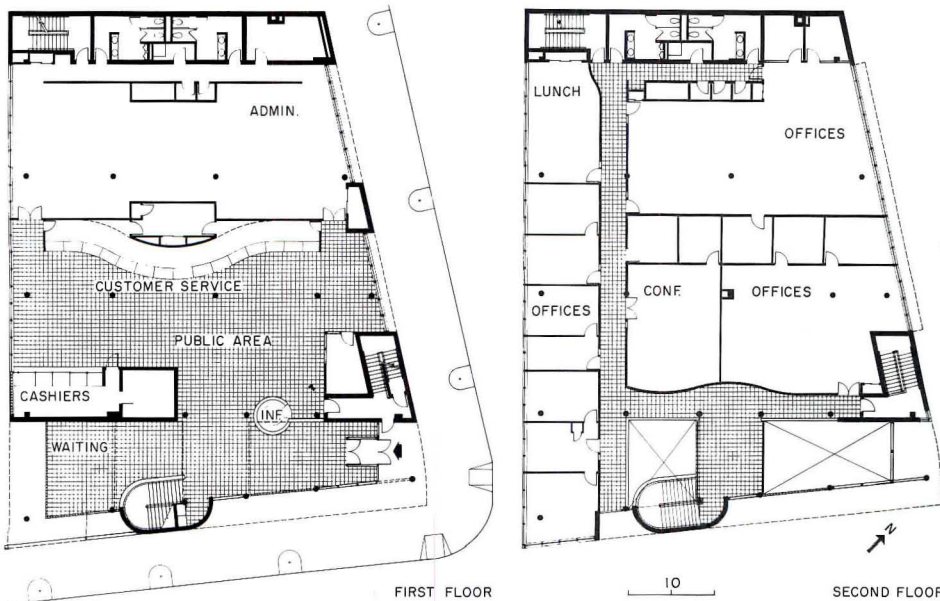 ADMIN.
CUSTOMER SERVICE
PUBLIC AREA
CASHIERS
INF.
WAITING
FIRST FLOOR
LUNCH
OFFICES
OFFICES
CONF.
OFFICES
N
10
SECOND FLOOR